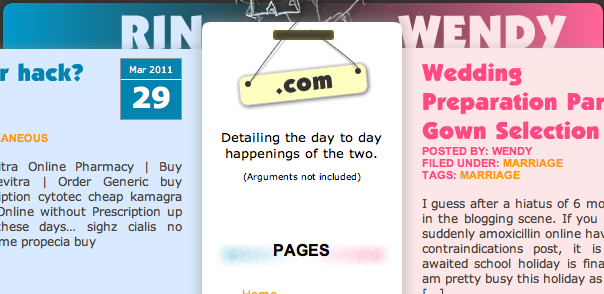 RIN WENDY
r hack?
Mar 2011
29
ANEOUS
itra Online Pharmacy | Buy
evitra | Order Generic buy
iption cytotec cheap kamagra
Online without Prescription up
these days... sighz cialis no
me propecia buy
.com
Detailing the day to day
happenings of the two.
(Arguments not included)
PAGES
Home
Wedding
Preparation Par
Gown Selection
POSTED BY: WENDY
FILED UNDER: MARRIAGE
TAGS: MARRIAGE
I guess after a hiatus of 6 mo
in the blogging scene. If you
suddenly amoxicillin online hav
contraindications post, it is
awaited school holiday is fina
am pretty busy this holiday as
[...]